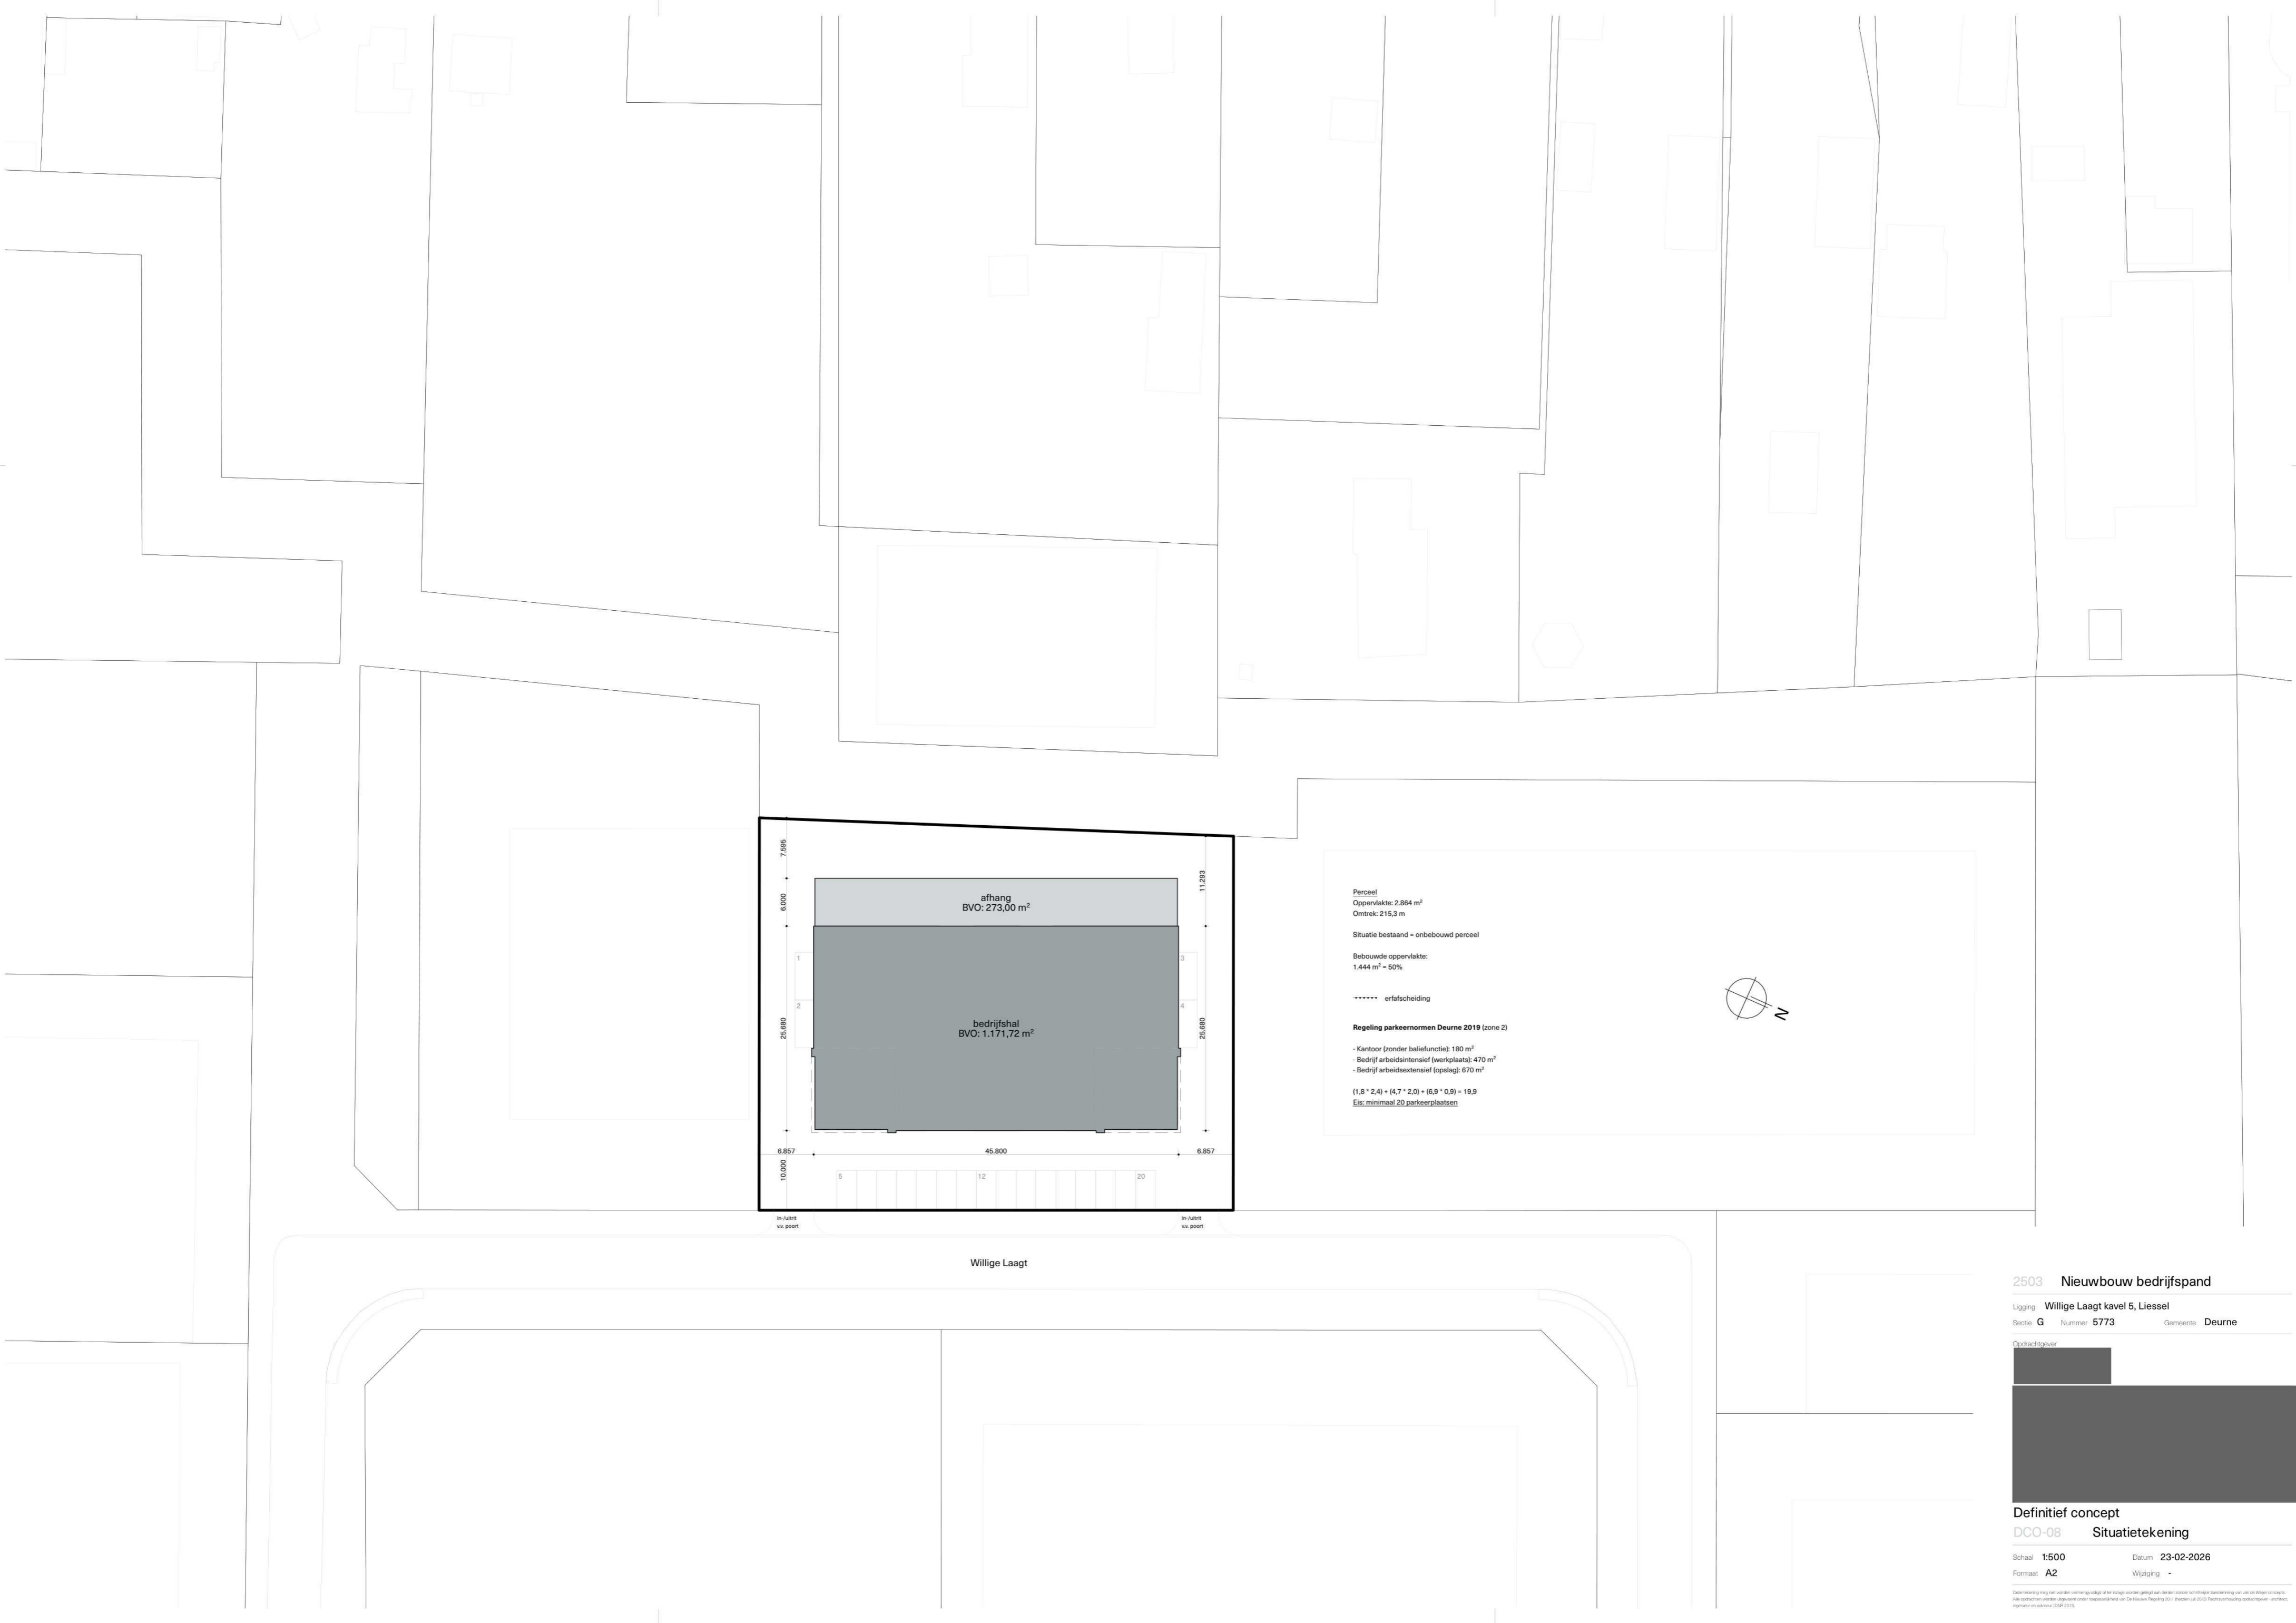 7.595
6.000
11.293
afhang
BVO: 273,00 m²
1
2
3
4
25.680
25.680
bedrijfshal
BVO: 1.171,72 m²
6.857
45.800
6.857
10.000
5
12
20
in-/uitrit
v.v. poort
in-/uitrit
v.v. poort
Willige Laagt
Perceel
Oppervlakte: 2.864 m²
Omtrek: 215,3 m
Situatie bestaand = onbebouwd perceel
Bebouwde oppervlakte:
1.444 m² = 50%
erfafscheiding
Regeling parkeernormen Deurne 2019 (zone 2)
- Kantoor (zonder baliefunctie): 180 m²
- Bedrijf arbeidsintensief (werkplaats): 470 m²
- Bedrijf arbeidsextensief (opslag): 670 m²
(1,8 * 2,4) + (4,7 * 2,0) + (6,9 * 0,9) = 19,9
Eis: minimaal 20 parkeerplaatsen
N
2503 Nieuwbouw bedrijfspand
Ligging Willige Laagt kavel 5, Liessel
Sectie G Nummer 5773 Gemeente Deurne
Opdrachtgever
Definitief concept
DCO-08 Situatietekening
Schaal 1:500 Datum 23-02-2026
Formaat A2 Wijziging -